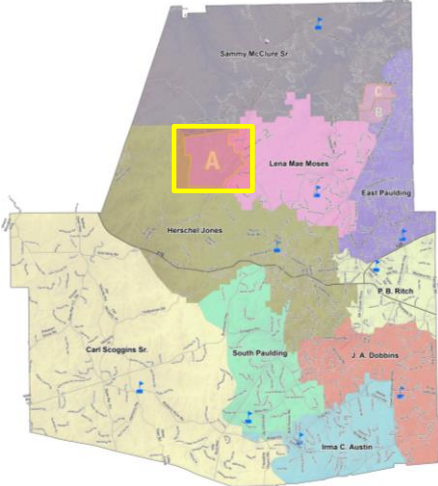 Sammy McClure Sr
C
B
A
Lena Mae Moses
East Paulding
Herschel Jones
P. B. Ritch
Carl Scoggins Sr.
South Paulding
J. A. Dobbins
Irma C. Austin